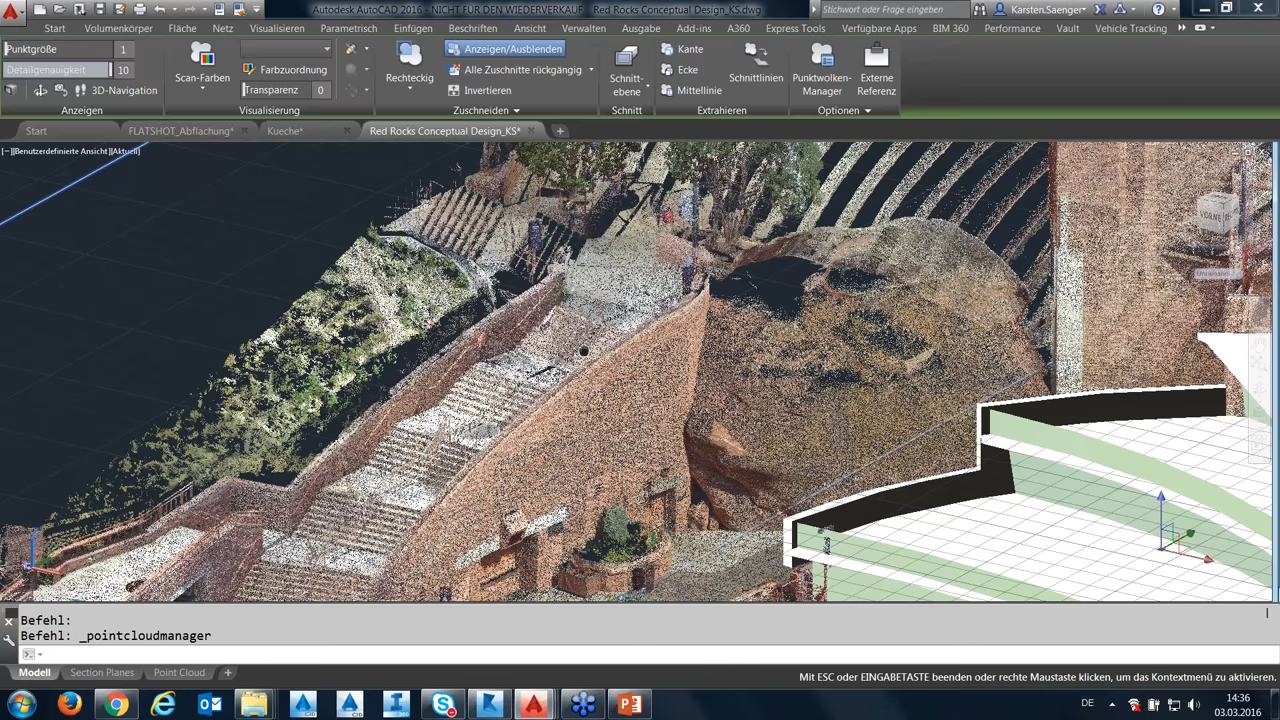 Autodesk AutoCAD 2016 - NICHT FÜR DEN WIEDERVERKAUF Red Rocks Conceptual Design_KS.dwg
Stichwort oder Frage eingeben
Karsten.Saenger
Start Volumenkörper Fläche Netz Visualisieren Parametrisch Einfügen Beschriften Ansicht Verwalten Ausgabe Add-ins A360 Express Tools Verfügbare Apps BIM 360 Performance Vault Vehicle Tracking
Punktgröße 1
Detailgenauigkeit 10
3D-Navigation
Anzeigen
Scan-Farben
Farbzuordnung
Transparenz 0
Visualisierung
Rechteckig
Anzeigen/Ausblenden
Alle Zuschnitte rückgängig
Invertieren
Zuschneiden
Schnitt-
ebene
Schnitt
Kante
Ecke
Mittellinie
Schnittlinien
Extrahieren
Punktwolken-
Manager
Externe
Referenz
Optionen
Start FLATSHOT_Abflachung* Kueche* Red Rocks Conceptual Design_KS*
[−][Benutzerdefinierte Ansicht][Aktuell]
VORNE
Unbenannt
Befehl:
Befehl: _pointcloudmanager
Modell Section Planes Point Cloud
Mit ESC oder EINGABETASTE beenden oder rechte Maustaste klicken, um das Kontextmenü zu aktivieren.
DE
14:36
03.03.2016